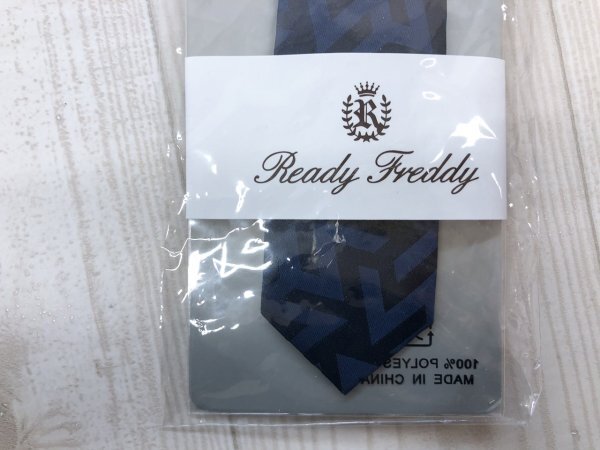 R
Ready Freddy
100% POLYES
MADE IN CHINA